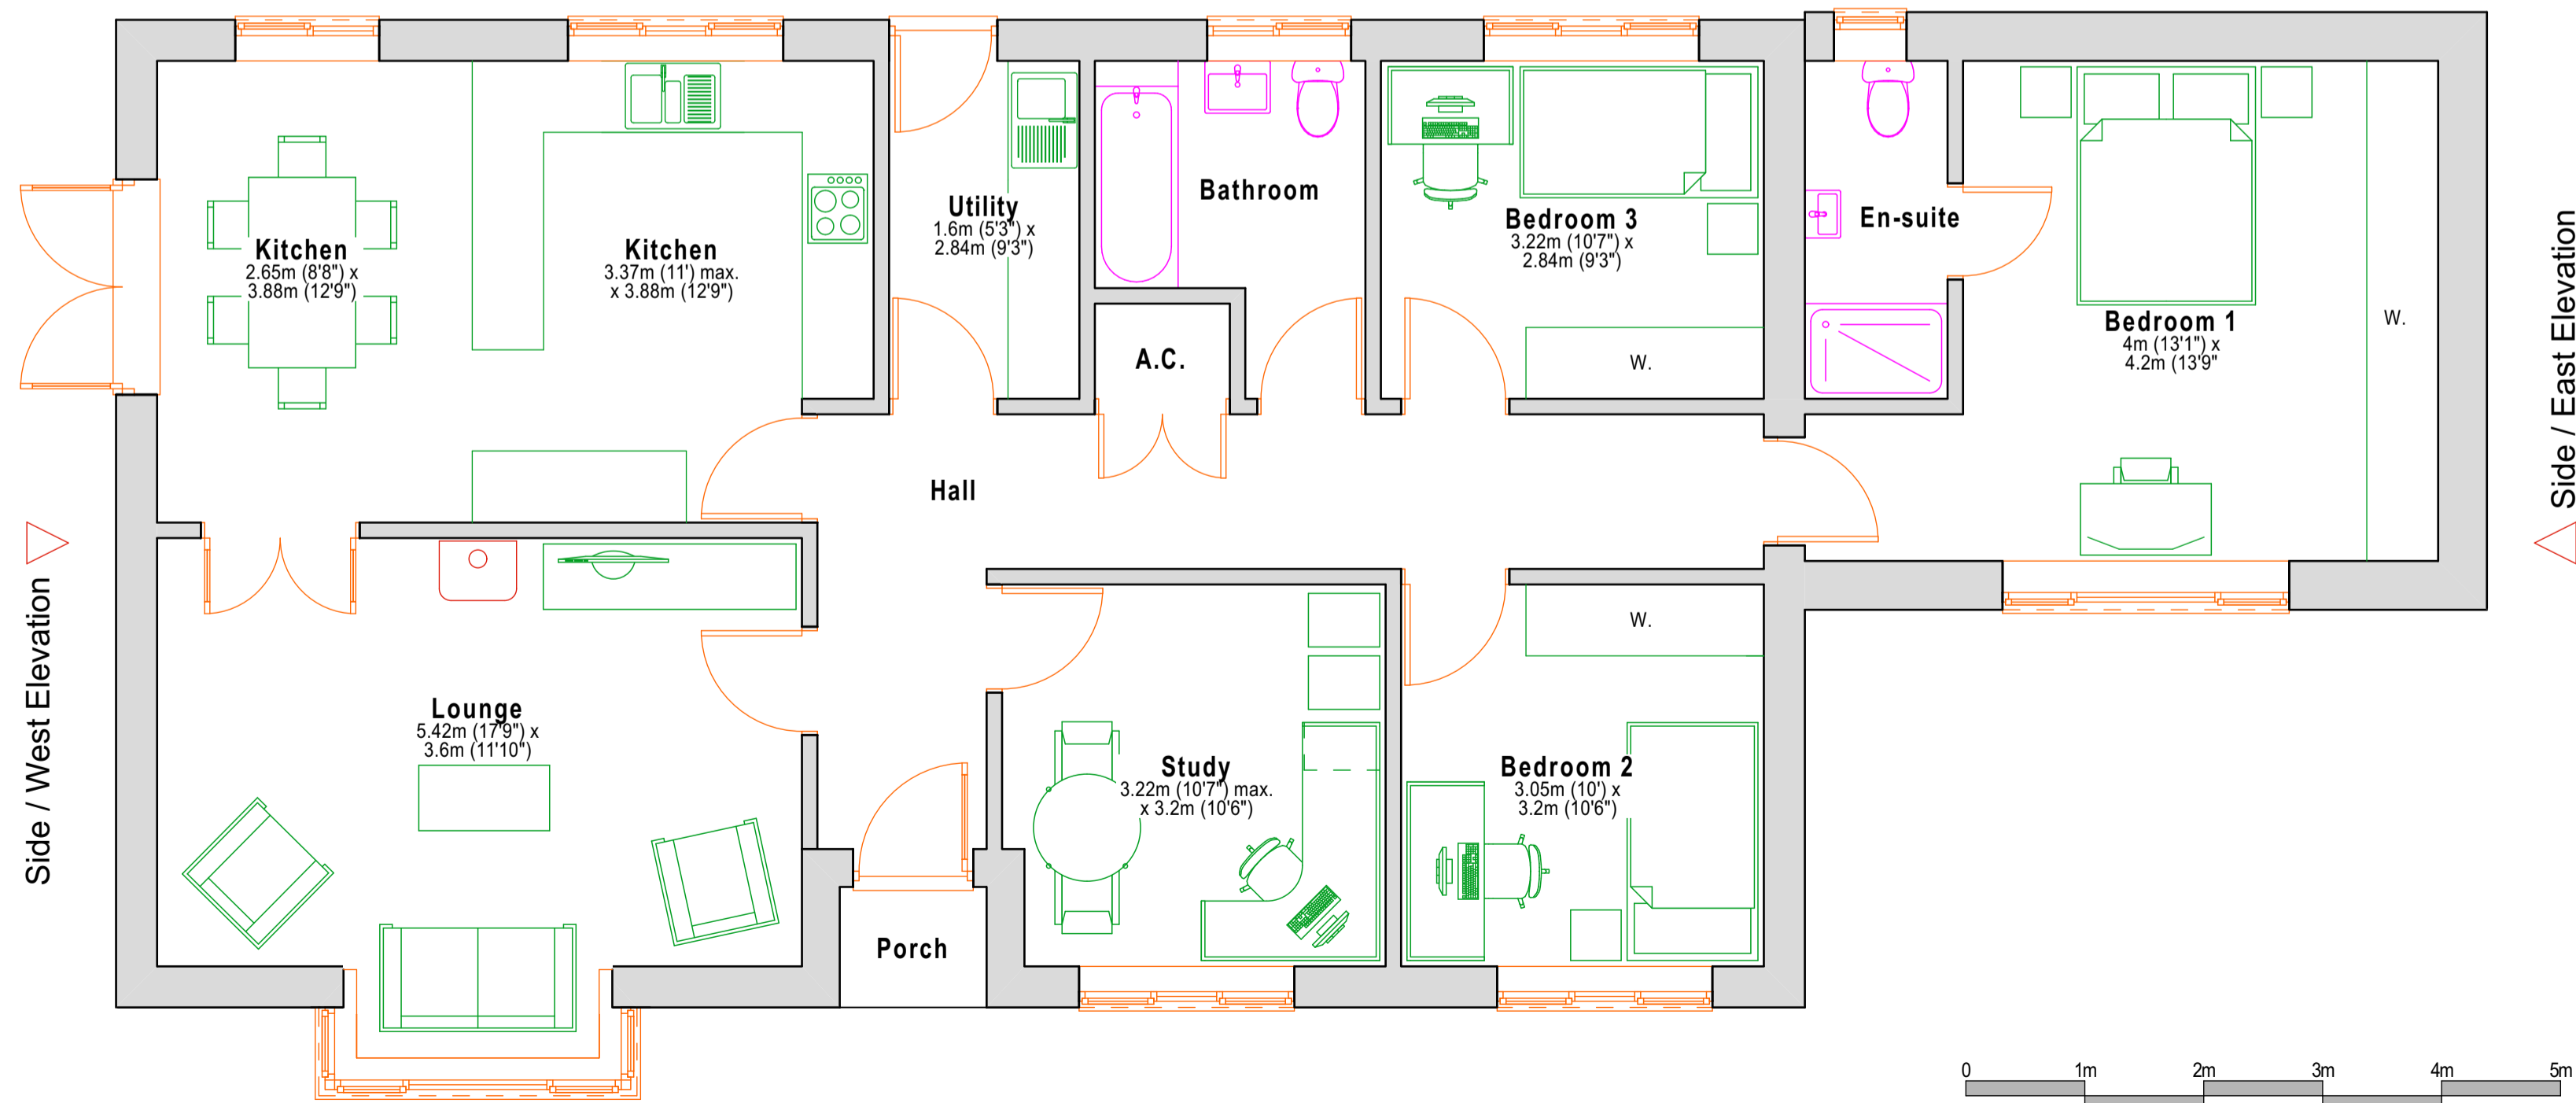 Kitchen
2.65m (8'8") x
3.88m (12'9")
Kitchen
3.37m (11') max.
x 3.88m (12'9")
Utility
1.6m (5'3") x
2.84m (9'3")
Bathroom
Bedroom 3
3.22m (10'7") x
2.84m (9'3")
En-suite
Bedroom 1
4m (13'1") x
4.2m (13'9"
W.
A.C.
W.
Hall
Side / East Elevation
Side / West Elevation
Lounge
5.42m (17'9") x
3.6m (11'10")
W.
Study
3.22m (10'7") max.
x 3.2m (10'6")
Bedroom 2
3.05m (10') x
3.2m (10'6")
Porch
0 1m 2m 3m 4m 5m